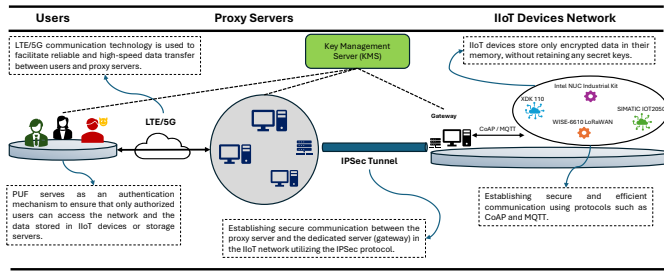 Users
Proxy Servers
IIoT Devices Network
LTE/5G communication technology is used to
facilitate reliable and high-speed data transfer
between users and proxy servers.
Key Management
Server (KMS)
IIoT devices store only encrypted data in their
memory, without retaining any secret keys.
Intel NUC Industrial Kit
XDK 110
SIMATIC IOT2050
WISE-6610 LoRaWAN
Gateway
CoAP / MQTT
LTE/5G
IPSec Tunnel
PUF serves as an authentication
mechanism to ensure that only authorized
users can access the network and the
data stored in IIoT devices or storage
servers.
Establishing secure communication between the
proxy server and the dedicated server (gateway) in
the IIoT network utilizing the IPSec protocol.
Establishing secure and efficient
communication using protocols such as
CoAP and MQTT.